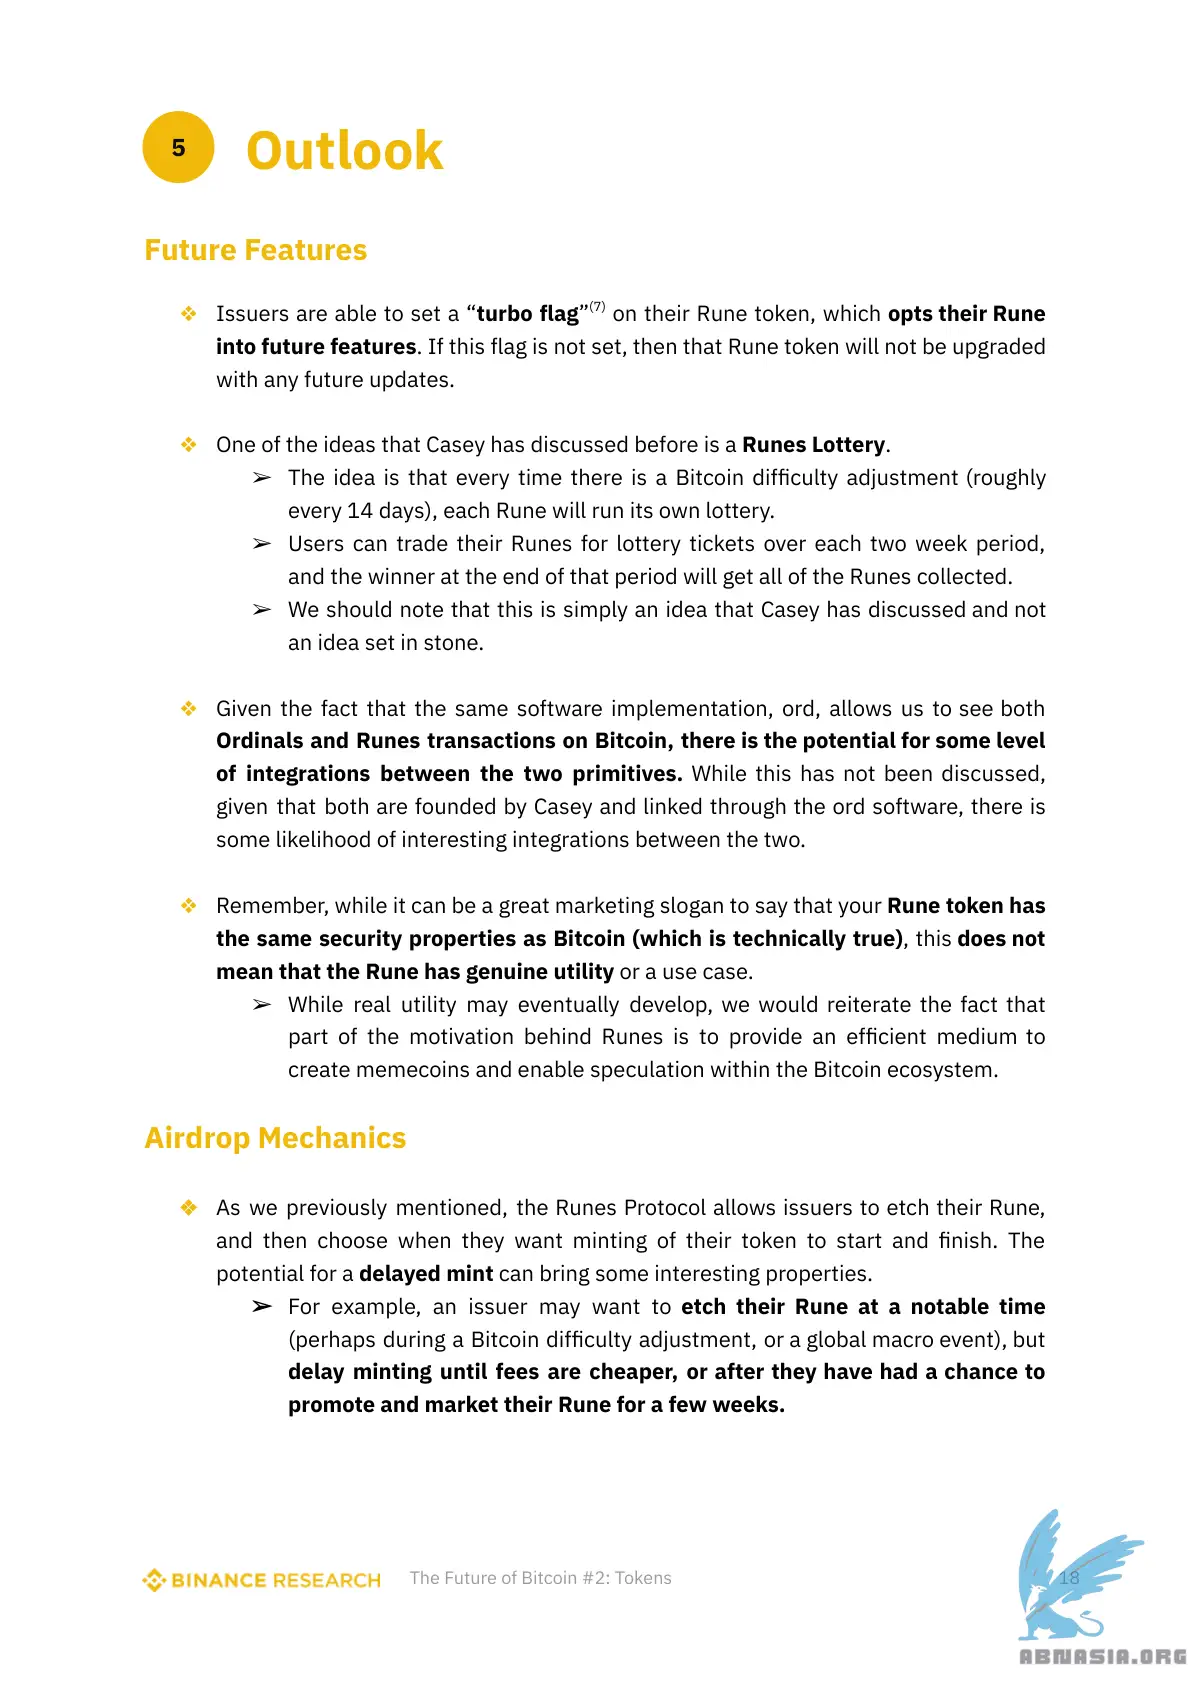 5
Outlook
Future Features
❖ Issuers are able to set a “turbo flag”(7) on their Rune token, which opts their Rune
into future features. If this flag is not set, then that Rune token will not be upgraded
with any future updates.
❖ One of the ideas that Casey has discussed before is a Runes Lottery.
➢ The idea is that every time there is a Bitcoin difficulty adjustment (roughly
every 14 days), each Rune will run its own lottery.
➢ Users can trade their Runes for lottery tickets over each two week period,
and the winner at the end of that period will get all of the Runes collected.
➢ We should note that this is simply an idea that Casey has discussed and not
an idea set in stone.
❖ Given the fact that the same software implementation, ord, allows us to see both
Ordinals and Runes transactions on Bitcoin, there is the potential for some level
of integrations between the two primitives. While this has not been discussed,
given that both are founded by Casey and linked through the ord software, there is
some likelihood of interesting integrations between the two.
❖ Remember, while it can be a great marketing slogan to say that your Rune token has
the same security properties as Bitcoin (which is technically true), this does not
mean that the Rune has genuine utility or a use case.
➢ While real utility may eventually develop, we would reiterate the fact that
part of the motivation behind Runes is to provide an efficient medium to
create memecoins and enable speculation within the Bitcoin ecosystem.
Airdrop Mechanics
❖ As we previously mentioned, the Runes Protocol allows issuers to etch their Rune,
and then choose when they want minting of their token to start and finish. The
potential for a delayed mint can bring some interesting properties.
➢ For example, an issuer may want to etch their Rune at a notable time
(perhaps during a Bitcoin difficulty adjustment, or a global macro event), but
delay minting until fees are cheaper, or after they have had a chance to
promote and market their Rune for a few weeks.
BINANCE RESEARCH The Future of Bitcoin #2: Tokens 18
ABNASIA.ORG